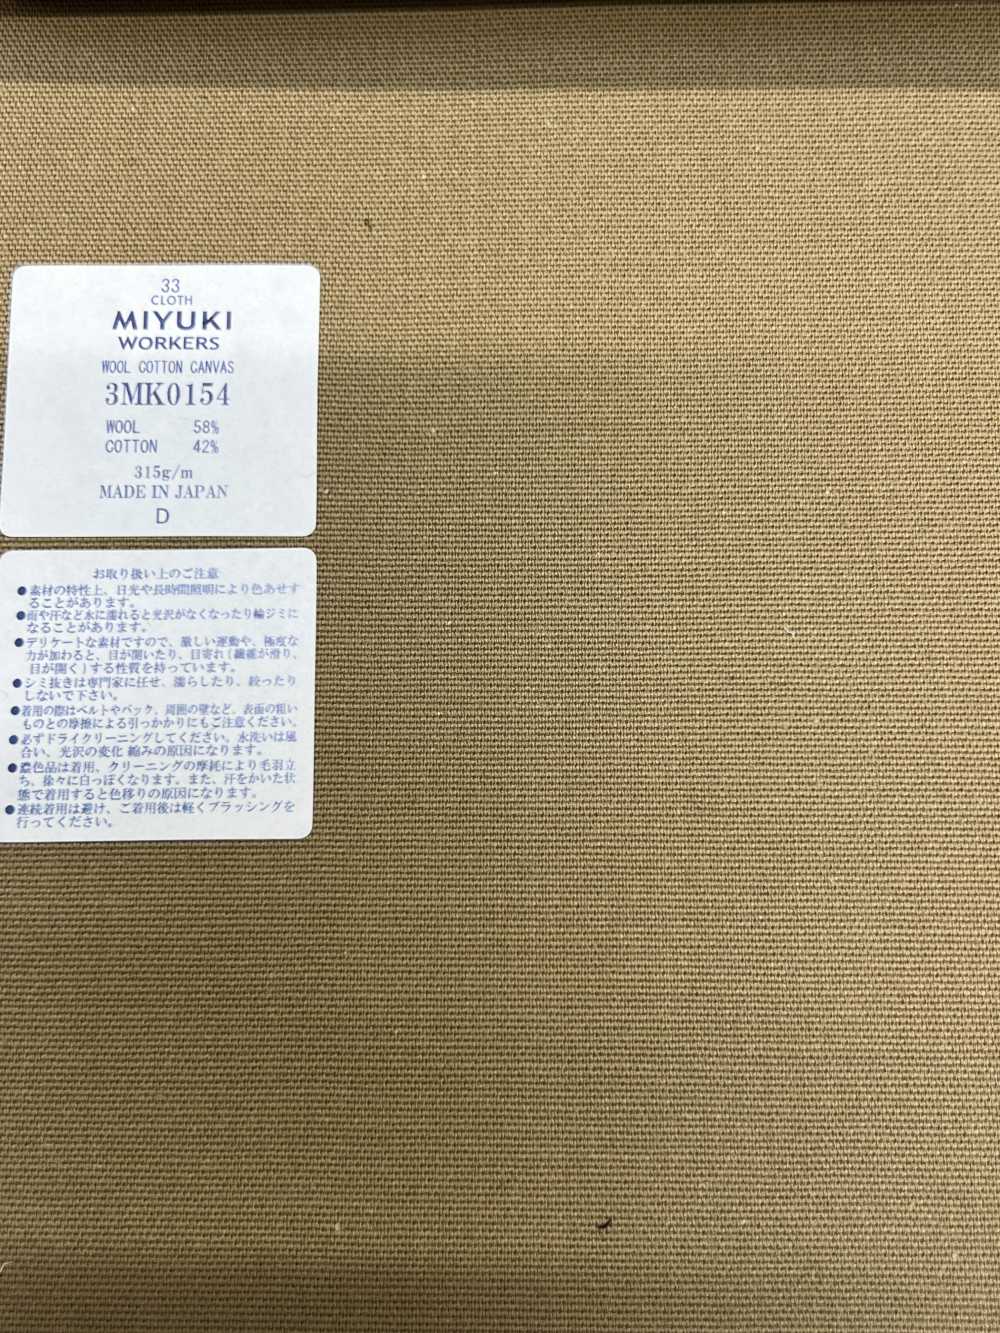 33
CLOTH
MIYUKI
WORKERS
WOOL COTTON CANVAS
3MK0154
WOOL 58%
COTTON 42%
315g/m
MADE IN JAPAN
D
お取り扱い上のご注意
●素材の特性上、日光や長時間照明により色あせす
ることがあります。
●雨や汗など水に濡れると光沢がなくなったり輪ジミに
なることがあります。
●デリケートな素材ですので、激しい運動や、極度な
力が加わると、目が開いたり、目寄れ(繊維が滑り、
目が開く)する性質を持っています。
●シミ抜きは専門家に任せ、濡らしたり、絞ったり
しないで下さい。
●着用の際はベルトやバック、周囲の壁など、表面の粗い
ものとの摩擦による引っかかりにもご注意ください。
●必ずドライクリーニングしてください。水洗いは風
合い、光沢の変化 縮みの原因になります。
●濃色品は着用、クリーニングの摩耗により毛羽立
ち、徐々に白っぽくなります。また、汗をかいた状
態で着用すると色移りの原因になります。
●連続着用は避け、ご着用後は軽くブラッシングを
行ってください。